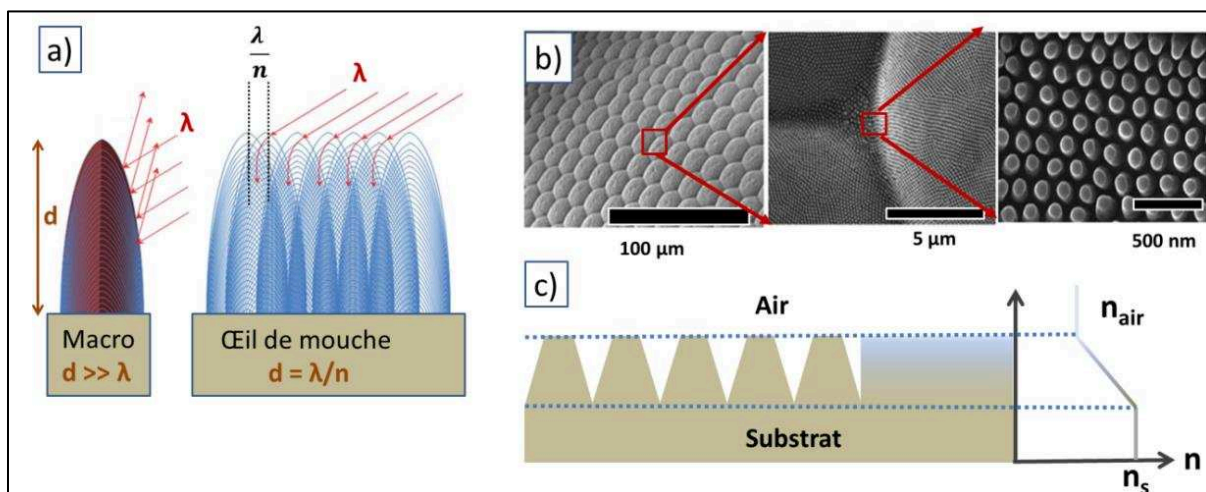 a)
λ
n
λ
λ
d
Macro
d >> λ
Œil de mouche
d = λ/n
b)
100 µm
5 µm
500 nm
c)
Air
n_air
Substrat
n
n_s